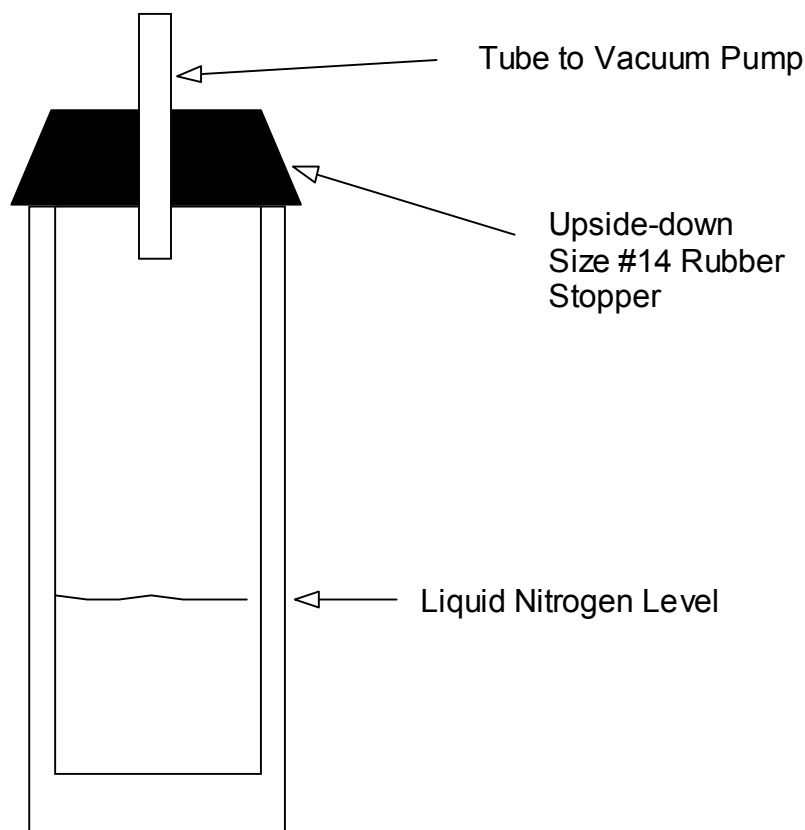 Tube to Vacuum Pump
Upside-down
Size #14 Rubber
Stopper
Liquid Nitrogen Level